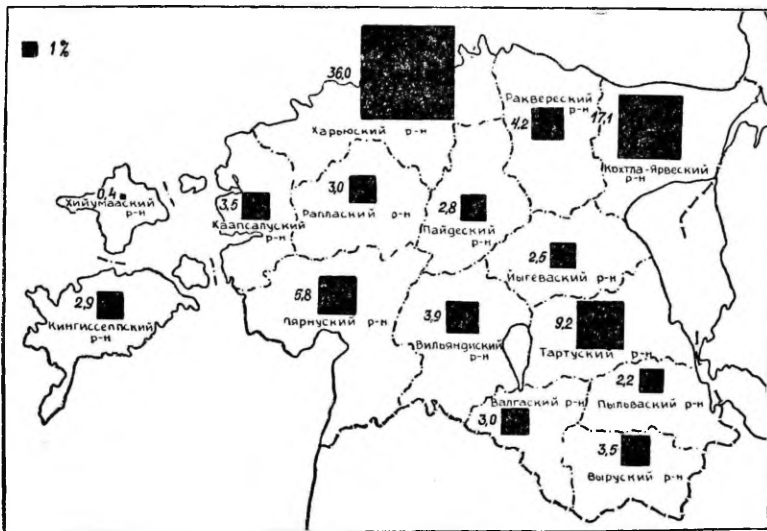 1%
36,0
Харьюский р-н
Раквереский
р-н
4,2
17,1
Кохтла-Ярвеский
р-н
0,4
Хийумааский
р-н
3,5
Хаапсалуский
р-н
3,0
Раплаский р-н
2,8
Пайдеский
р-н
2,5
Йыгеваский р-н
2,9
Кингиссеппский
р-н
5,8
Пярнуский р-н
3,9
Вильяндиский
р-н
9,2
Тартуский р-н
2,2
Пыльваский р-н
Валгаский р-н
3,0
3,5
Выруский р-н